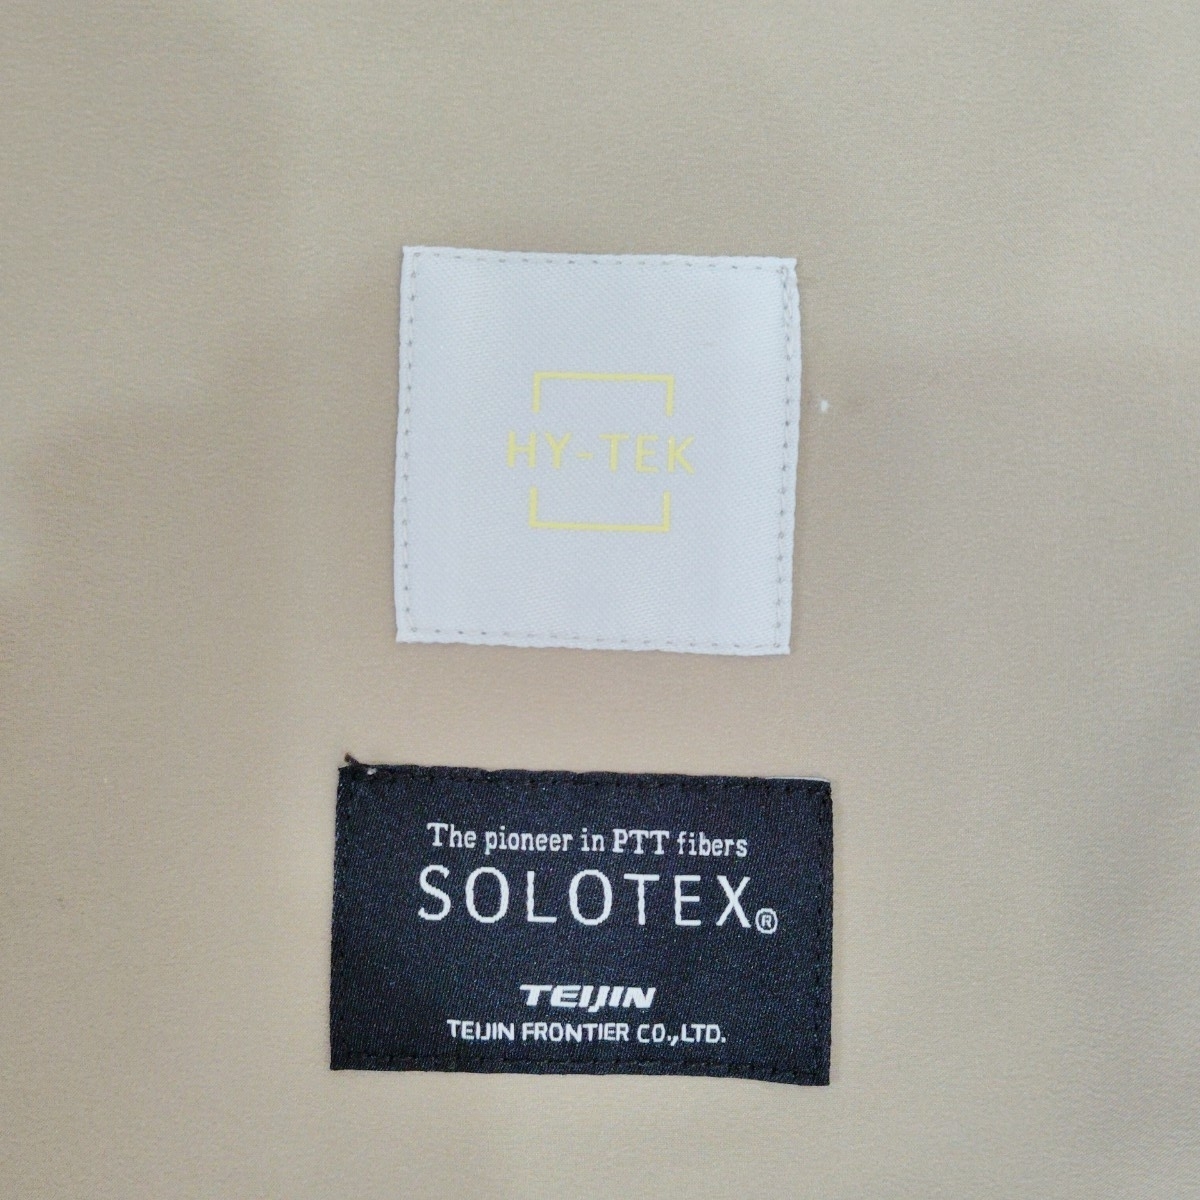 HY-TEK
The pioneer in PTT fibers
SOLOTEX®
TEIJIN
TEIJIN FRONTIER CO.,LTD.